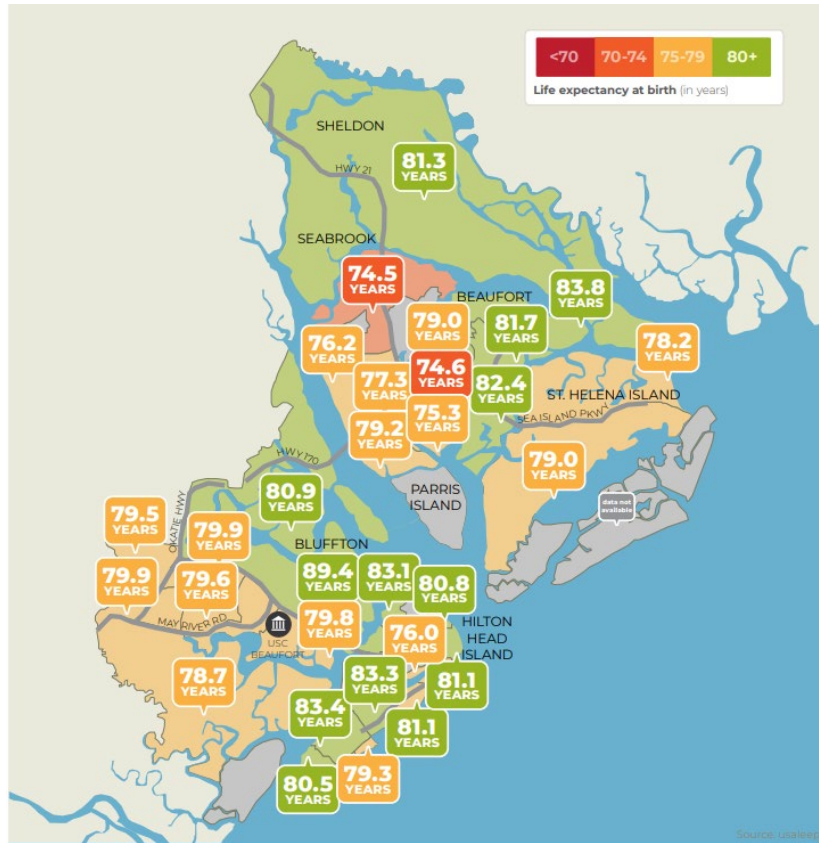 <70 70-74 75-79 80+
Life expectancy at birth (in years)
SHELDON
81.3
YEARS
HWY 21
SEABROOK
74.5
YEARS
BEAUFORT
83.8
YEARS
79.0
YEARS
81.7
YEARS
76.2
YEARS
78.2
YEARS
77.3
YEARS
74.6
YEARS
82.4
YEARS
ST. HELENA ISLAND
SEA ISLAND PKWY
75.3
YEARS
79.2
YEARS
HWY 170
79.0
YEARS
PARRIS
ISLAND
80.9
YEARS
data not
available
OKATIE HWY
79.5
YEARS
79.9
YEARS
BLUFFTON
89.4
YEARS
83.1
YEARS
80.8
YEARS
79.9
YEARS
79.6
YEARS
MAY RIVER RD
USC
BEAUFORT
79.8
YEARS
76.0
YEARS
HILTON
HEAD
ISLAND
78.7
YEARS
83.3
YEARS
81.1
YEARS
83.4
YEARS
81.1
YEARS
80.5
YEARS
79.3
YEARS
Source: usaleep